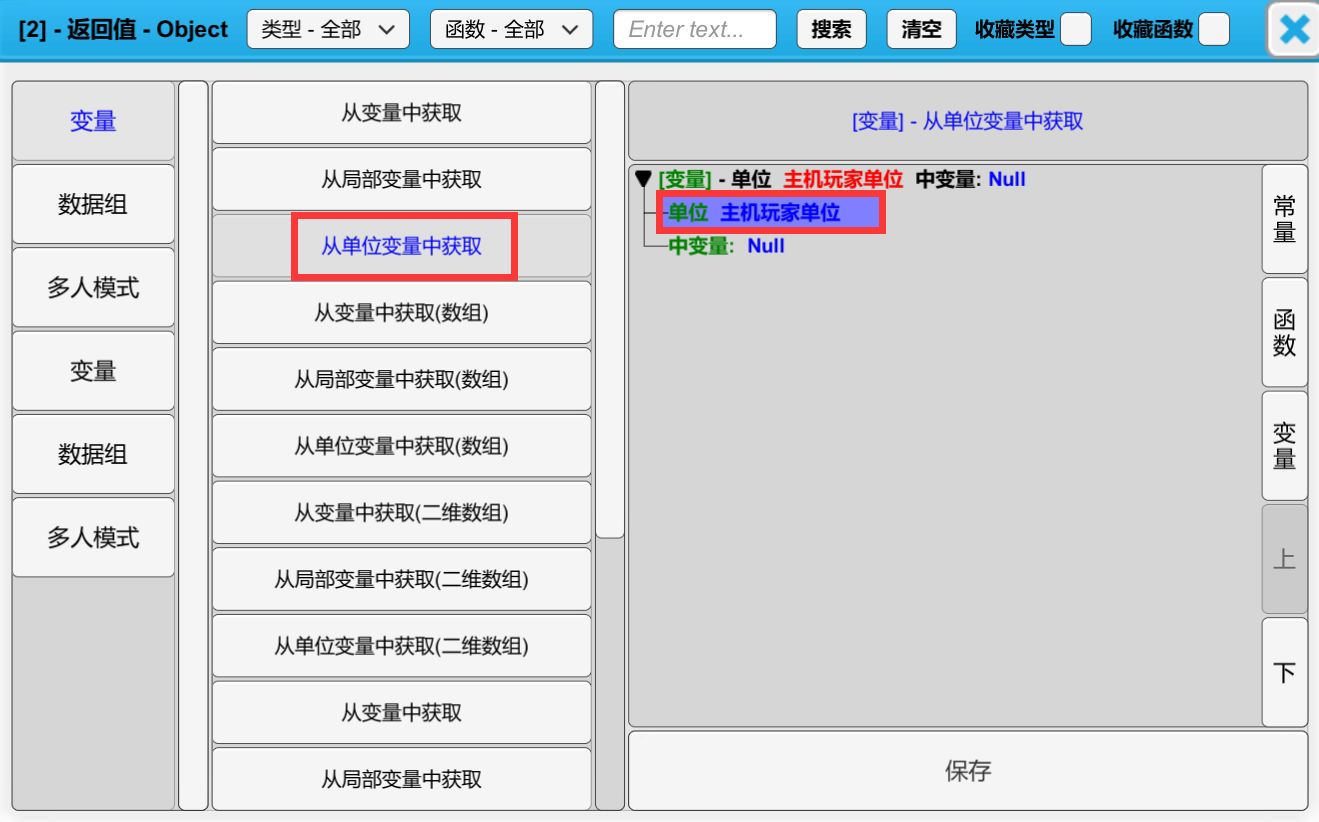 [2] - 返回值 - Object 类型 - 全部 函数 - 全部 Enter text... 搜索 清空 收藏类型 收藏函数
变量
数据组
多人模式
变量
数据组
多人模式
从变量中获取
从局部变量中获取
从单位变量中获取
从变量中获取(数组)
从局部变量中获取(数组)
从单位变量中获取(数组)
从变量中获取(二维数组)
从局部变量中获取(二维数组)
从单位变量中获取(二维数组)
从变量中获取
从局部变量中获取
[变量] - 从单位变量中获取
[变量] - 单位 主机玩家单位 中变量: Null
单位 主机玩家单位
中变量: Null
常量
函数
变量
上
下
保存